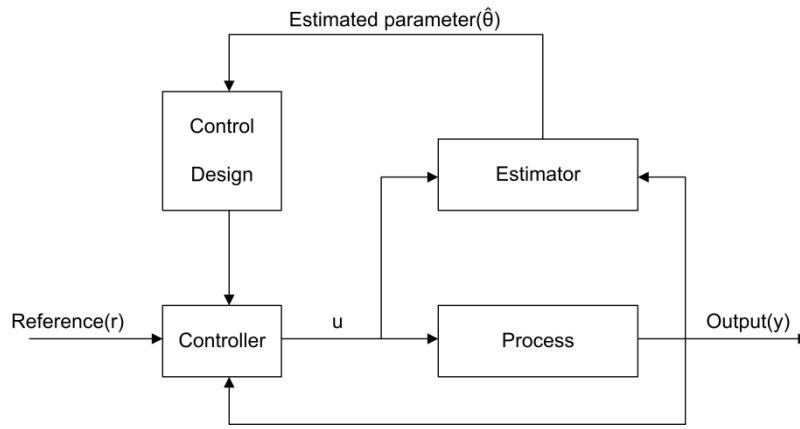 Estimated parameter(θ̂)
Control
Design
Estimator
Reference(r)
Controller
u
Process
Output(y)